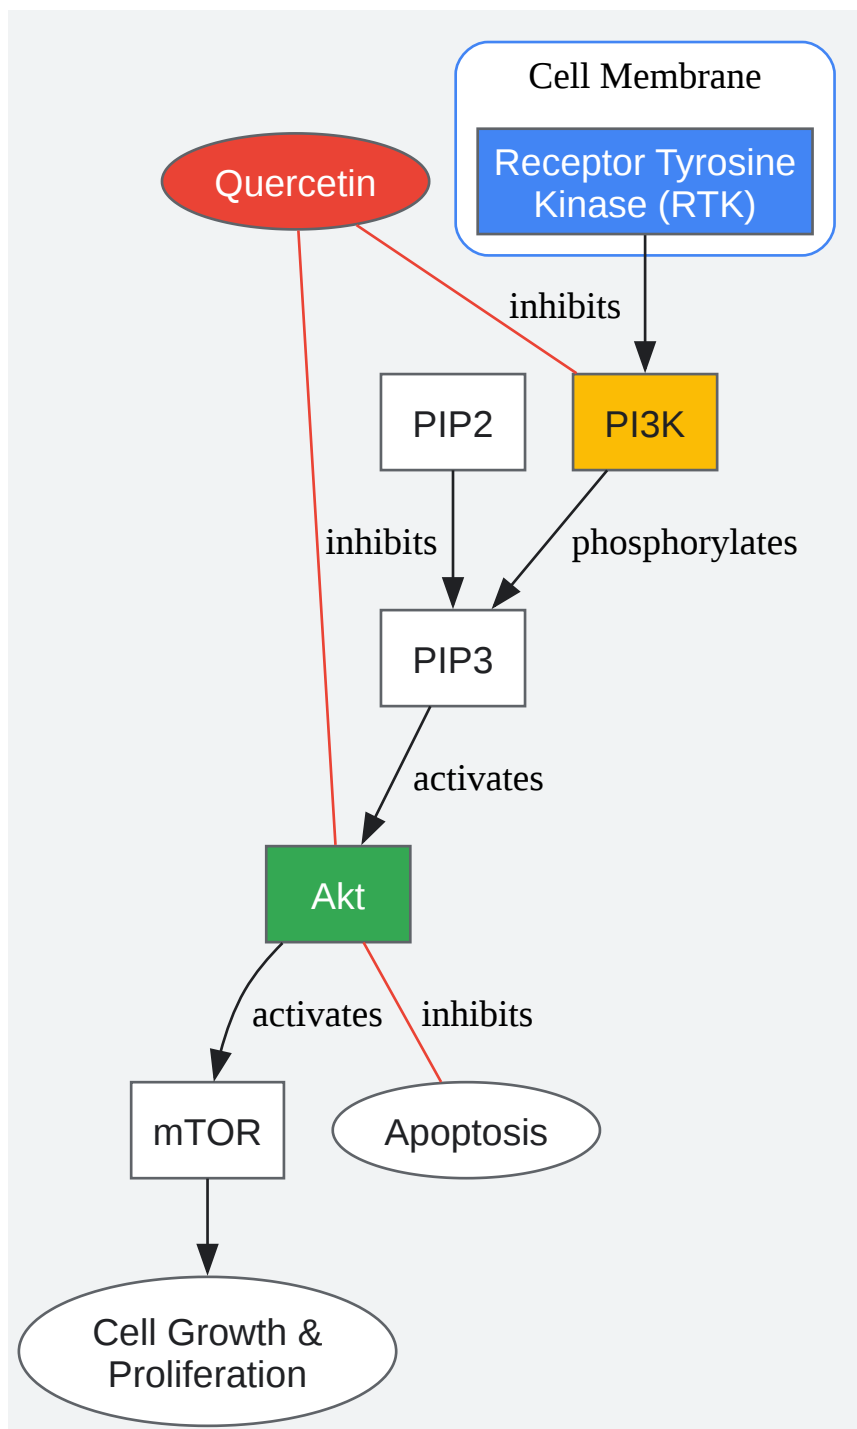 Cell Membrane
Quercetin
Receptor Tyrosine
Kinase (RTK)
inhibits
PIP2
PI3K
inhibits
phosphorylates
PIP3
activates
Akt
activates
inhibits
mTOR
Apoptosis
Cell Growth &
Proliferation